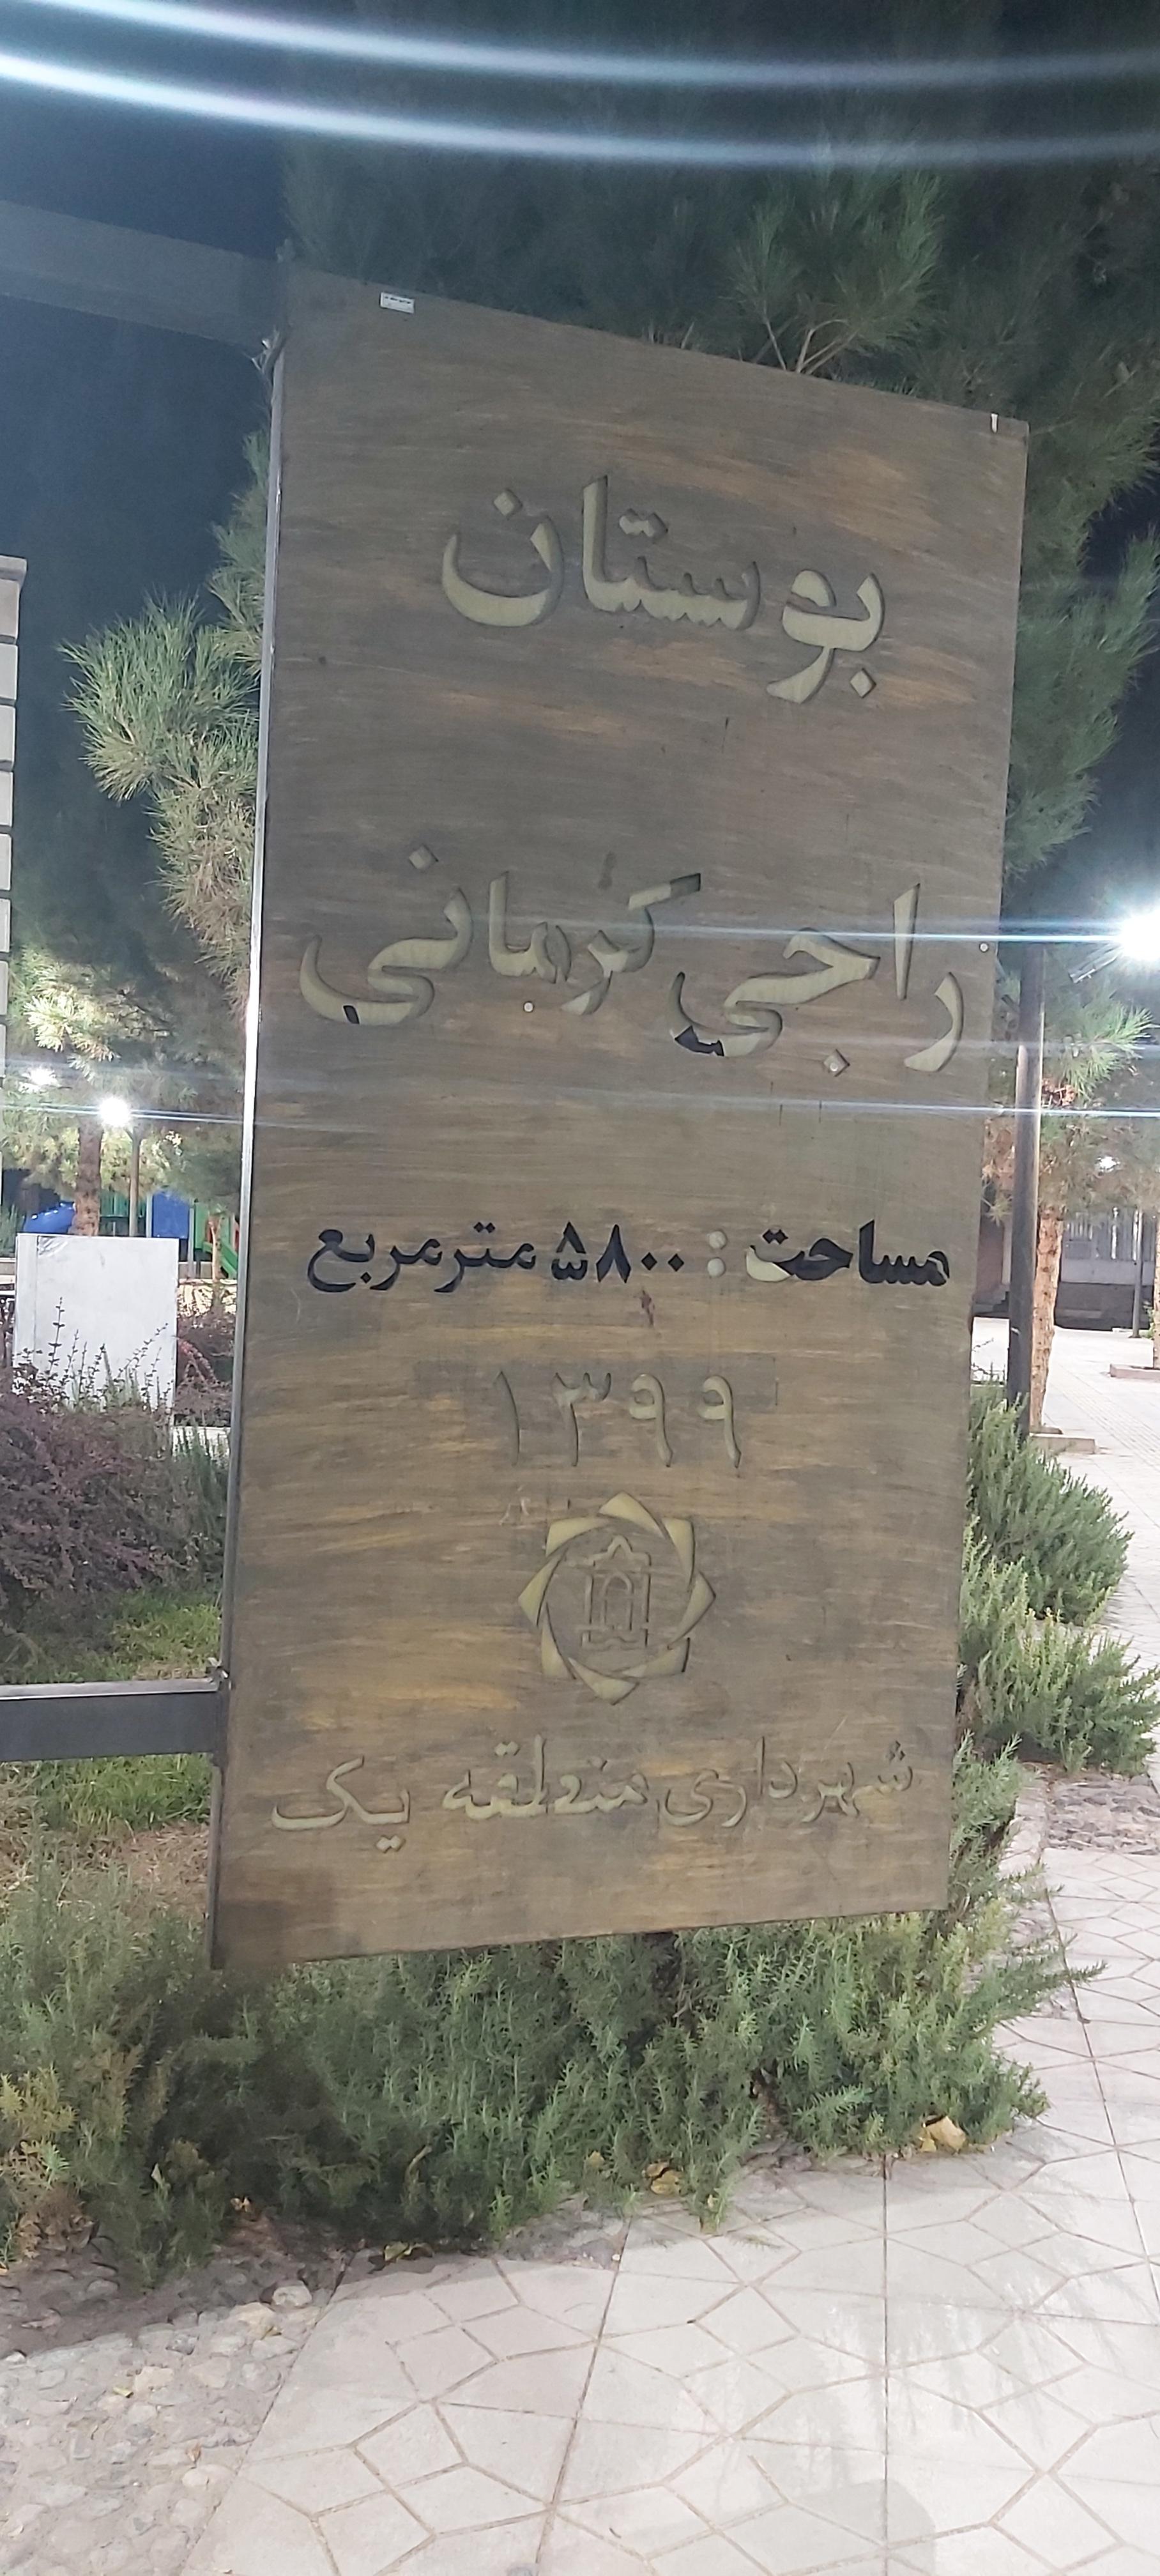 بوستان
راجی کرمانی
مساحت : ۵۸۰۰ مترمربع
۱۳۹۹
شهرداری منطقه یک